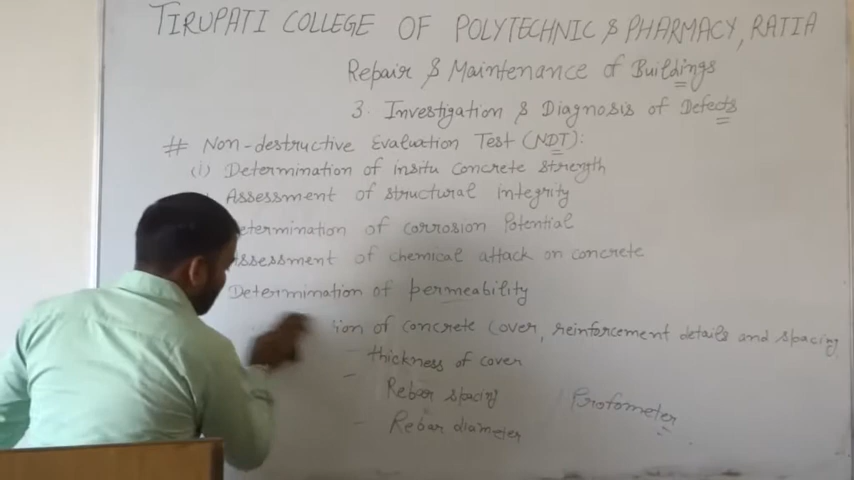 TIRUPATI COLLEGE OF POLYTECHNIC & PHARMACY, RATIA
Repair & Maintenance of Buildings
3. Investigation & Diagnosis of Defects
# Non-destructive Evaluation Test (NDT):
(i) Determination of insitu Concrete strength
Assessment of structural integrity
etermination of corrosion Potential
ssessment of chemical attack on concrete
Determination of permeability
ion of concrete cover, reinforcement details and spacing
thickness of cover
- Rebar spacing
Profometer
- Rebar diameter